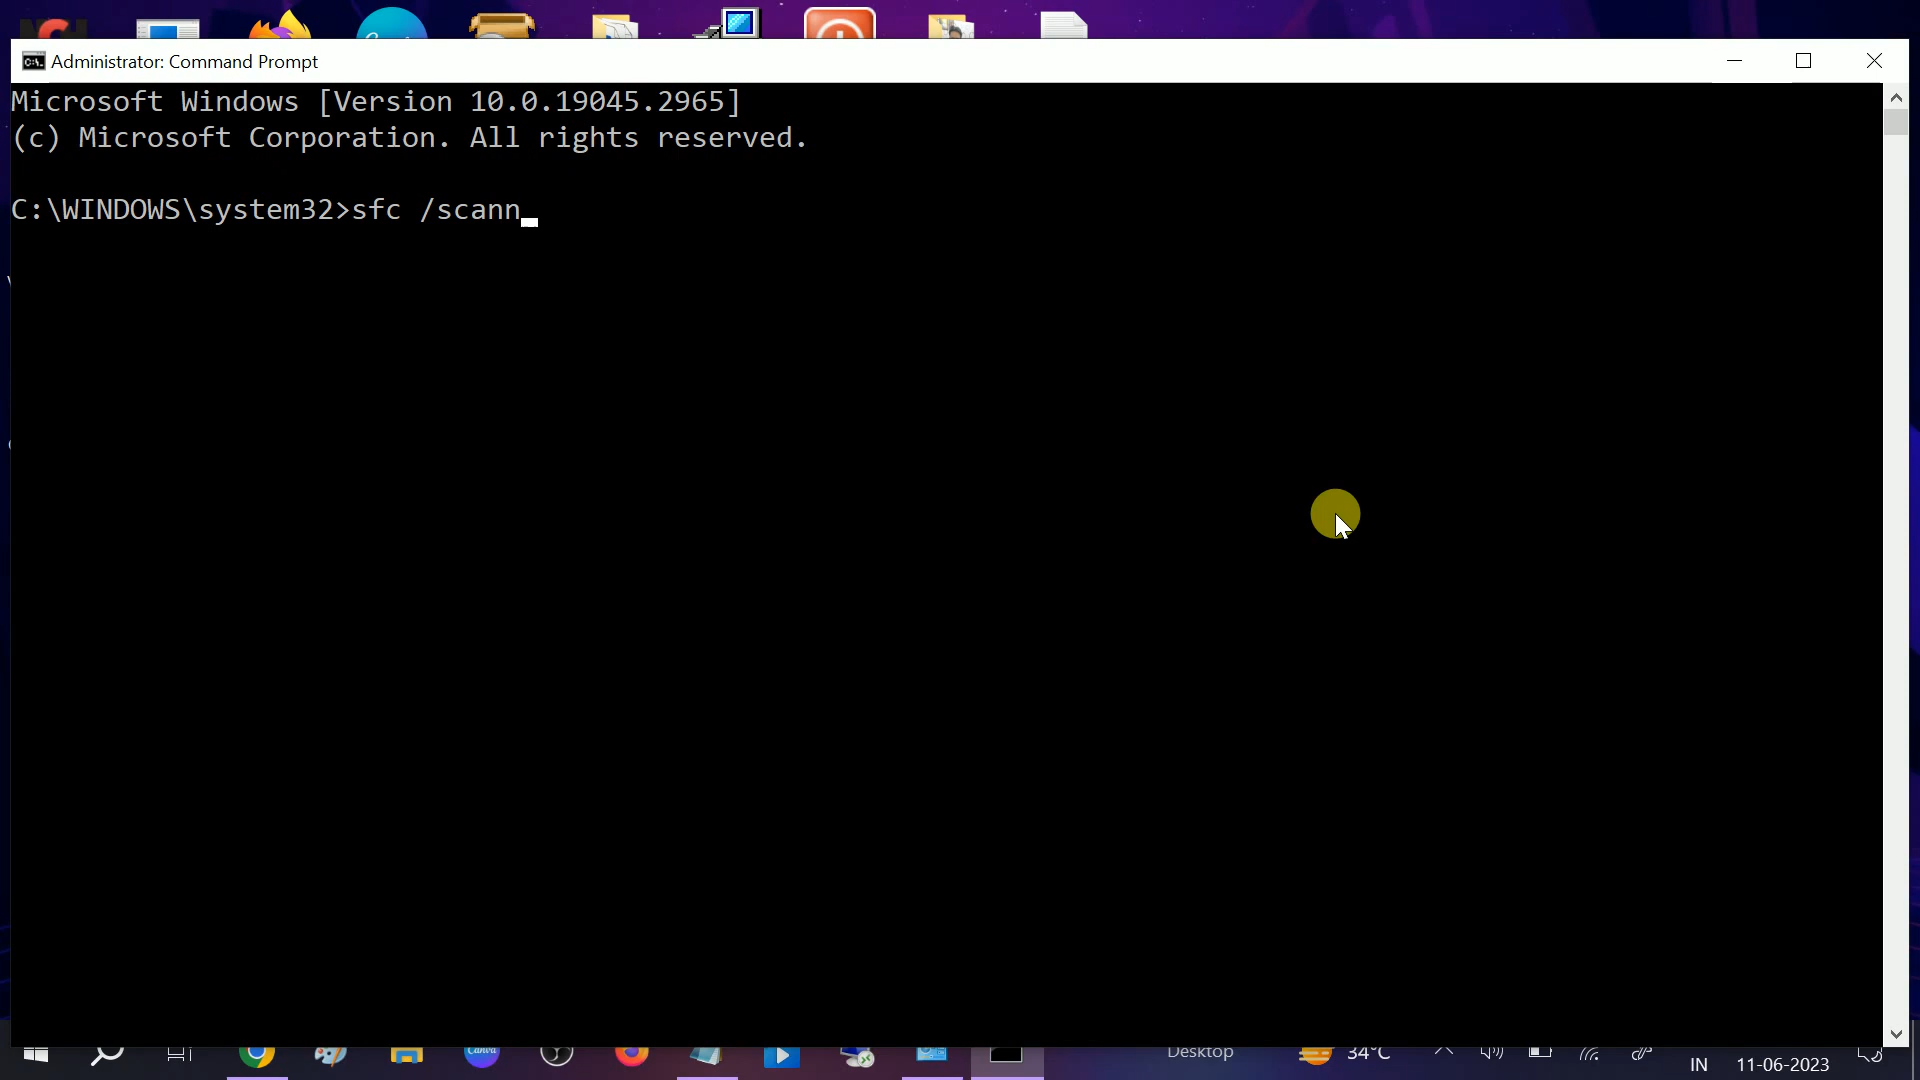 Administrator: Command Prompt
Microsoft Windows [Version 10.0.19045.2965]
(c) Microsoft Corporation. All rights reserved.
C:\WINDOWS\system32>sfc /scann
Canva
Desktop
34°C
IN
11-06-2023